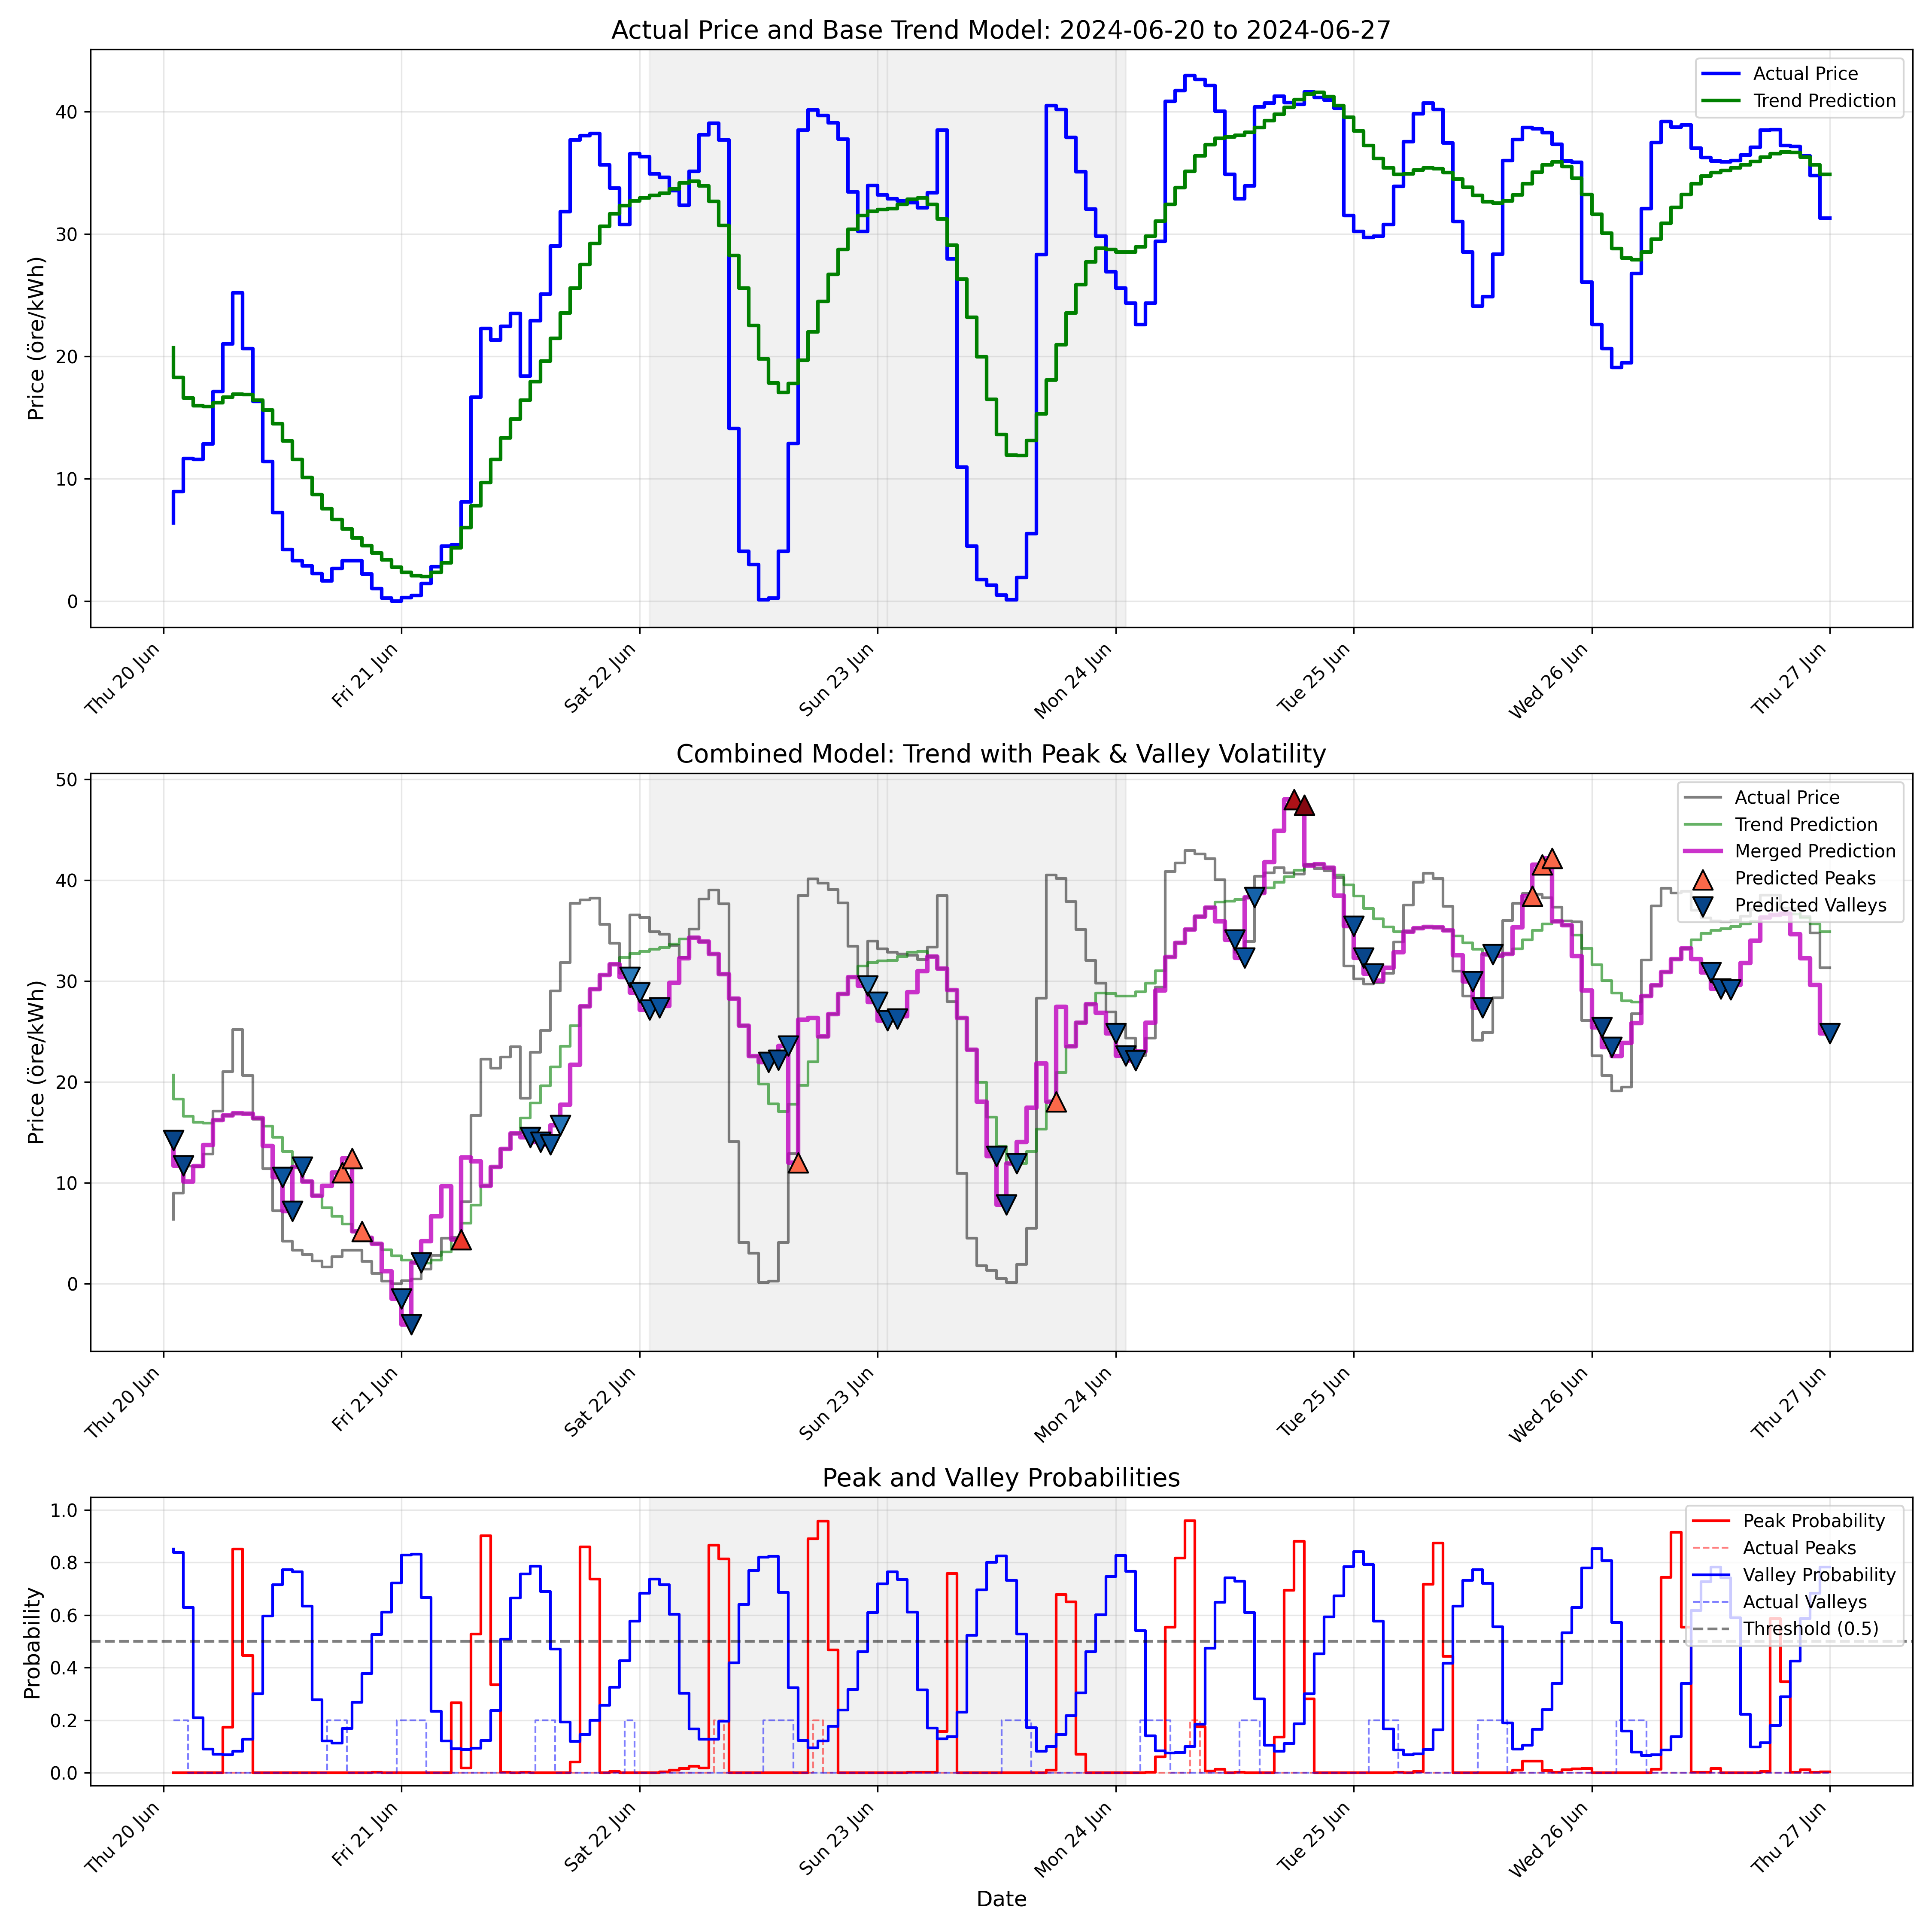 Actual Price and Base Trend Model: 2024-06-20 to 2024-06-27
Price (öre/kWh)
40
30
20
10
0
Actual Price
Trend Prediction
Thu 20 Jun
Fri 21 Jun
Sat 22 Jun
Sun 23 Jun
Mon 24 Jun
Tue 25 Jun
Wed 26 Jun
Thu 27 Jun
Combined Model: Trend with Peak & Valley Volatility
Price (öre/kWh)
50
40
30
20
10
0
Actual Price
Trend Prediction
Merged Prediction
Predicted Peaks
Predicted Valleys
Thu 20 Jun
Fri 21 Jun
Sat 22 Jun
Sun 23 Jun
Mon 24 Jun
Tue 25 Jun
Wed 26 Jun
Thu 27 Jun
Peak and Valley Probabilities
Probability
1.0
0.8
0.6
0.4
0.2
0.0
Peak Probability
Actual Peaks
Valley Probability
Actual Valleys
Threshold (0.5)
Thu 20 Jun
Fri 21 Jun
Sat 22 Jun
Sun 23 Jun
Mon 24 Jun
Tue 25 Jun
Wed 26 Jun
Thu 27 Jun
Date